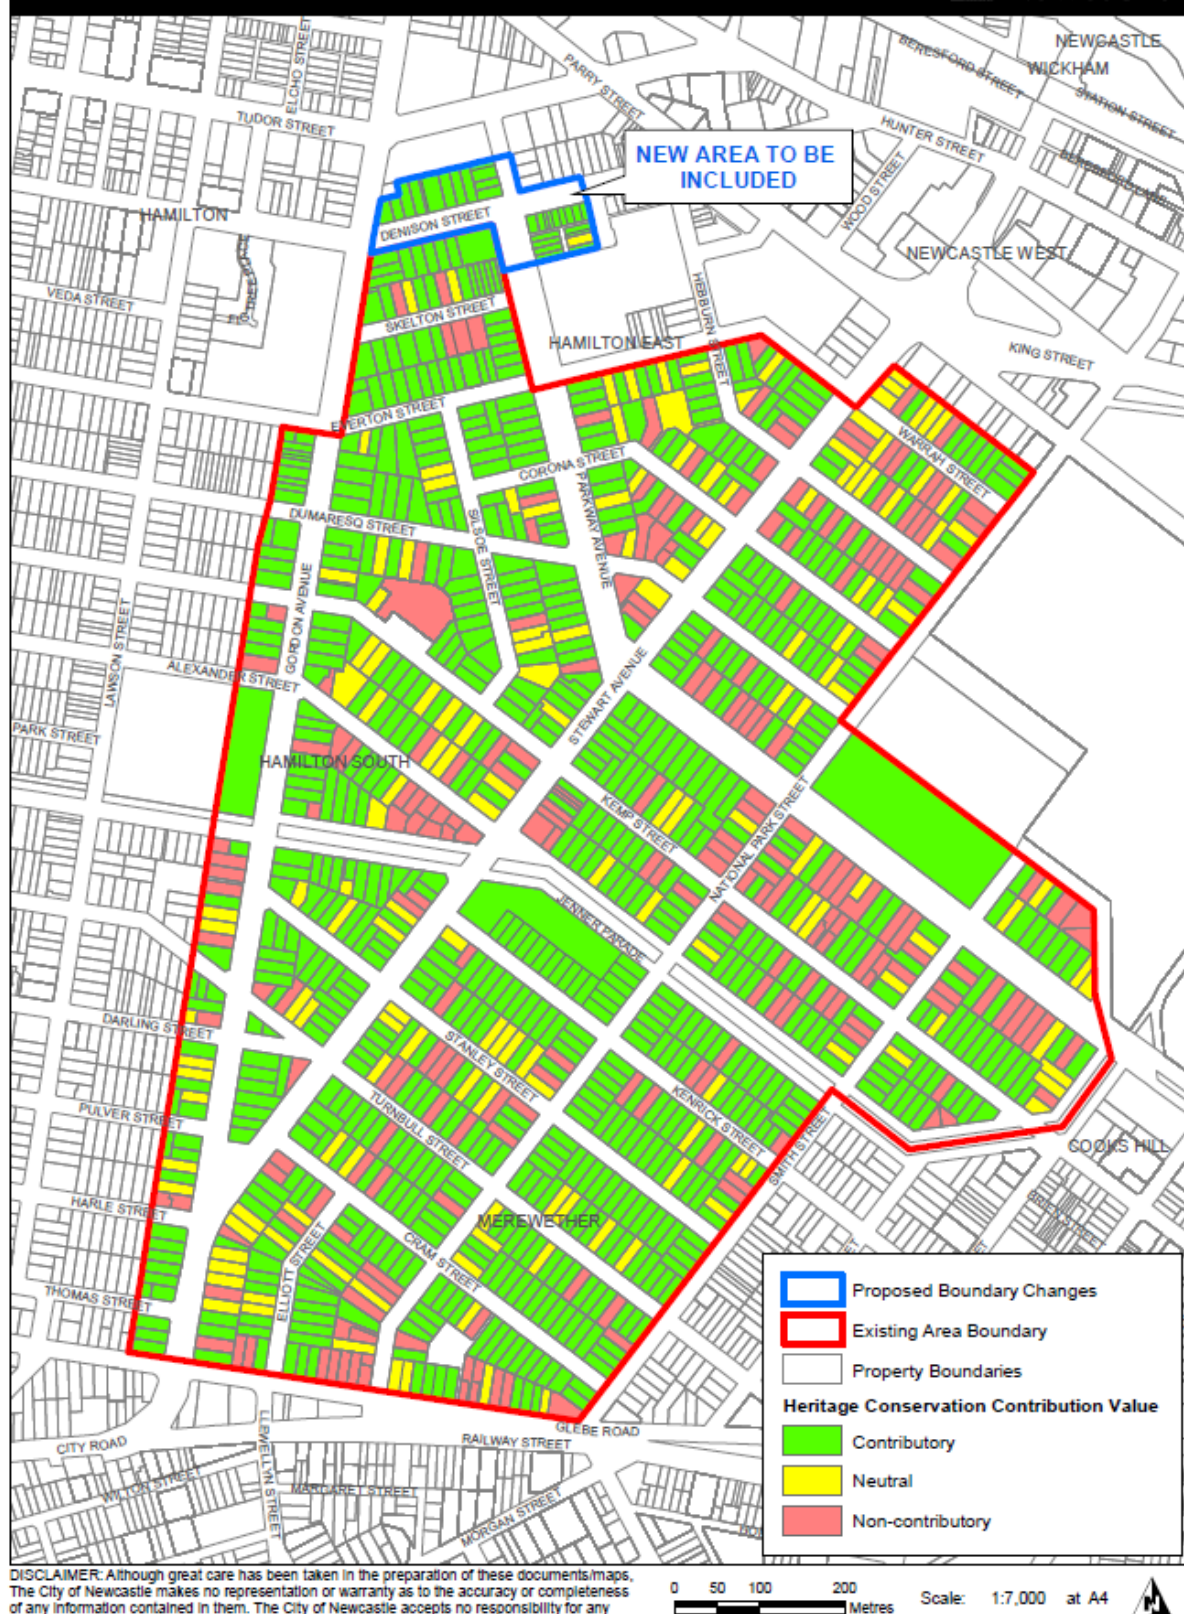 NEWCASTLE
WICKHAM
BERESFORD STREET
STATION STREET
PARRY STREET
ELCHO STREET
TUDOR STREET
HUNTER STREET
NEW AREA TO BE
INCLUDED
WOOD STREET
HAMILTON
DENISON STREET
NEWCASTLE WEST
VEDA STREET
SKELTON STREET
HEBBURN STREET
HAMILTON EAST
KING STREET
EVERTON STREET
WARRAH STREET
CORONA STREET
PARKWAY AVENUE
DUMARESQ STREET
SILSOE STREET
GORDON AVENUE
LAWSON STREET
ALEXANDER STREET
STEWART AVENUE
PARK STREET
HAMILTON SOUTH
KEMP STREET
NATIONAL PARK STREET
JENNER PARADE
DARLING STREET
STANLEY STREET
KENRICK STREET
TURNBULL STREET
PULVER STREET
SMITH STREET
COOKS HILL
HARLE STREET
MEREWETHER
BRIEN STREET
CRAM STREET
ELLIOTT STREET
THOMAS STREET
GLEBE ROAD
CITY ROAD
LLEWELLYN STREET
RAILWAY STREET
WILTON STREET
MARGARET STREET
MORGAN STREET
Proposed Boundary Changes
Existing Area Boundary
Property Boundaries
Heritage Conservation Contribution Value
Contributory
Neutral
Non-contributory
DISCLAIMER: Although great care has been taken in the preparation of these documents/maps,
The City of Newcastle makes no representation or warranty as to the accuracy or completeness
of any information contained in them. The City of Newcastle accepts no responsibility for any
0 50 100 200
Metres
Scale: 1:7,000 at A4